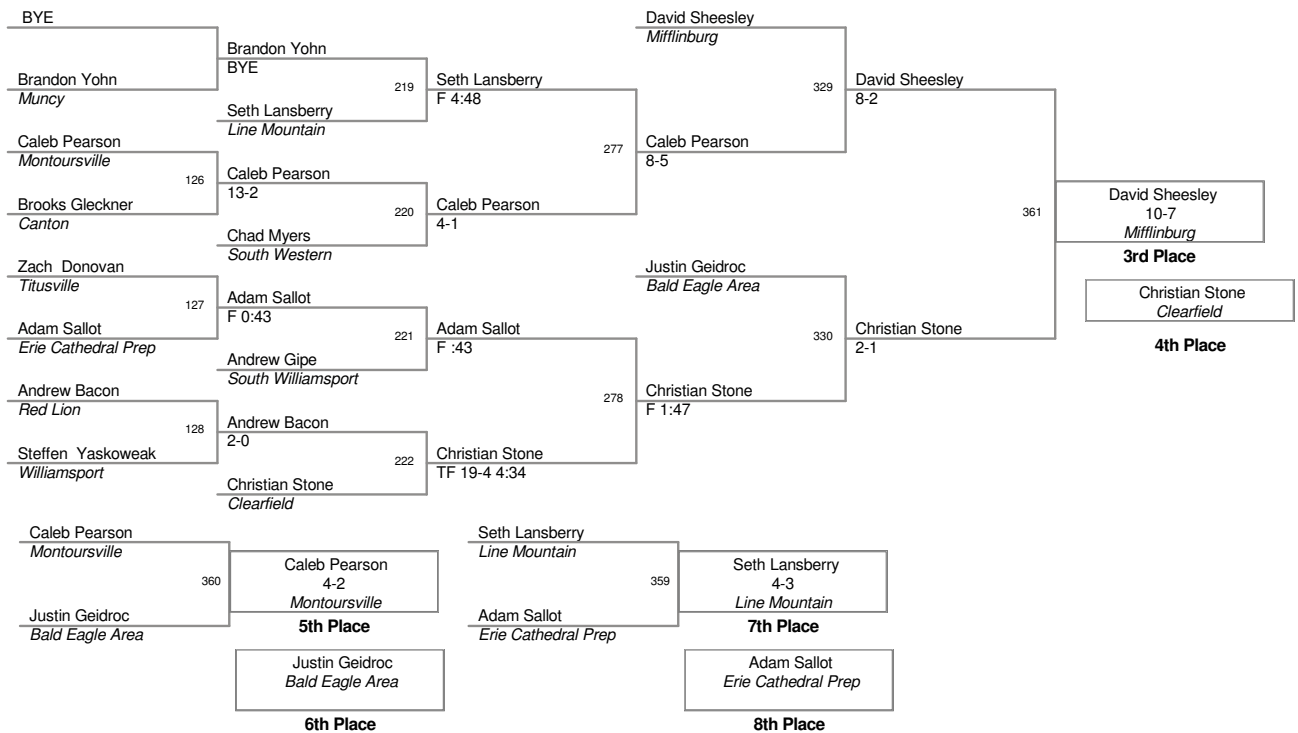 BYE
Brandon Yohn
Muncy
Caleb Pearson
Montoursville
126
Brooks Gleckner
Canton
Zach Donovan
Titusville
127
Adam Sallot
Erie Cathedral Prep
Andrew Bacon
Red Lion
128
Steffen Yaskoweak
Williamsport
Brandon Yohn
BYE
219
Seth Lansberry
Line Mountain
Caleb Pearson
13-2
220
Chad Myers
South Western
Adam Sallot
F 0:43
221
Andrew Gipe
South Williamsport
Andrew Bacon
2-0
222
Christian Stone
Clearfield
Seth Lansberry
F 4:48
277
Caleb Pearson
4-1
Adam Sallot
F :43
278
Christian Stone
TF 19-4 4:34
David Sheesley
Mifflinburg
329
Caleb Pearson
8-5
Justin Geidroc
Bald Eagle Area
330
Christian Stone
F 1:47
David Sheesley
8-2
361
Christian Stone
2-1
David Sheesley
10-7
Mifflinburg
3rd Place
Christian Stone
Clearfield
4th Place
Caleb Pearson
Montoursville
360
Justin Geidroc
Bald Eagle Area
Caleb Pearson
4-2
Montoursville
5th Place
Justin Geidroc
Bald Eagle Area
6th Place
Seth Lansberry
Line Mountain
359
Adam Sallot
Erie Cathedral Prep
Seth Lansberry
4-3
Line Mountain
7th Place
Adam Sallot
Erie Cathedral Prep
8th Place